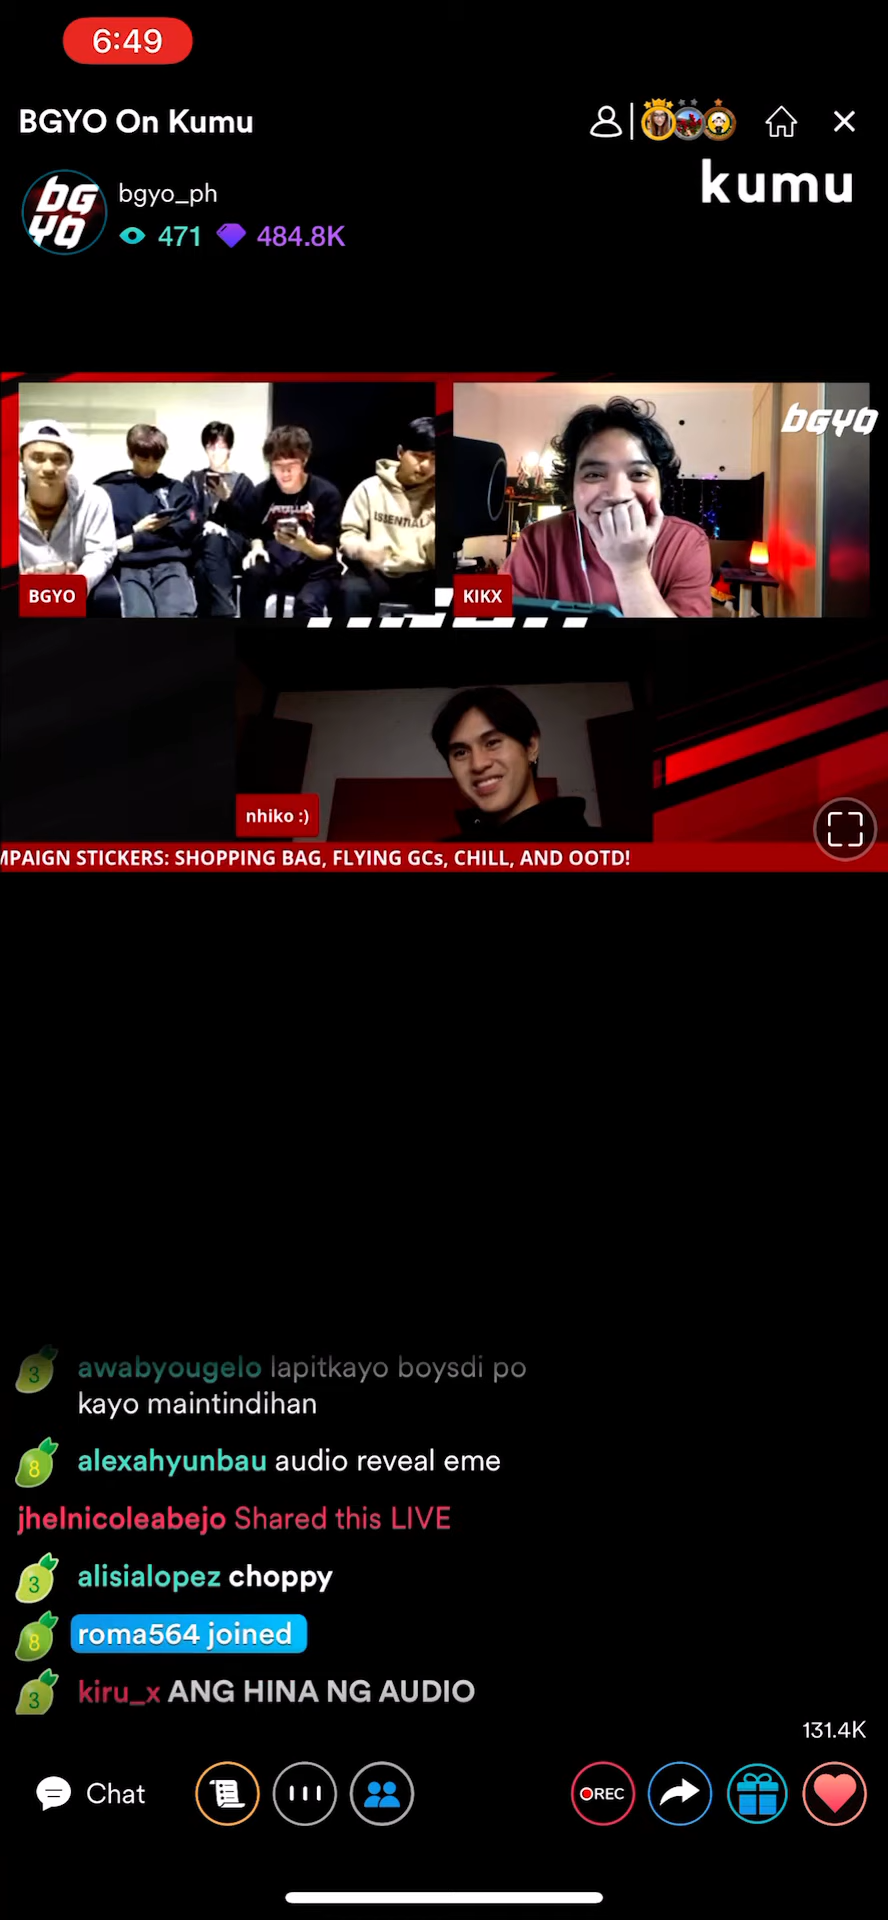 6:49
BGYO On Kumu
kumu
bgyo_ph
471 484.8K
BGYO
BGYO
KIKX
ESSENTIAL
nhiko :)
MPAIGN STICKERS: SHOPPING BAG, FLYING GCs, CHILL, AND OOTD!
3 awabyougelo lapitkayo boysdi po
kayo maintindihan
8 alexahyunbau audio reveal eme
jhelnicoleabejo Shared this LIVE
3 alisialopez choppy
8 roma564 joined
3 kiru_x ANG HINA NG AUDIO
131.4K
Chat
REC